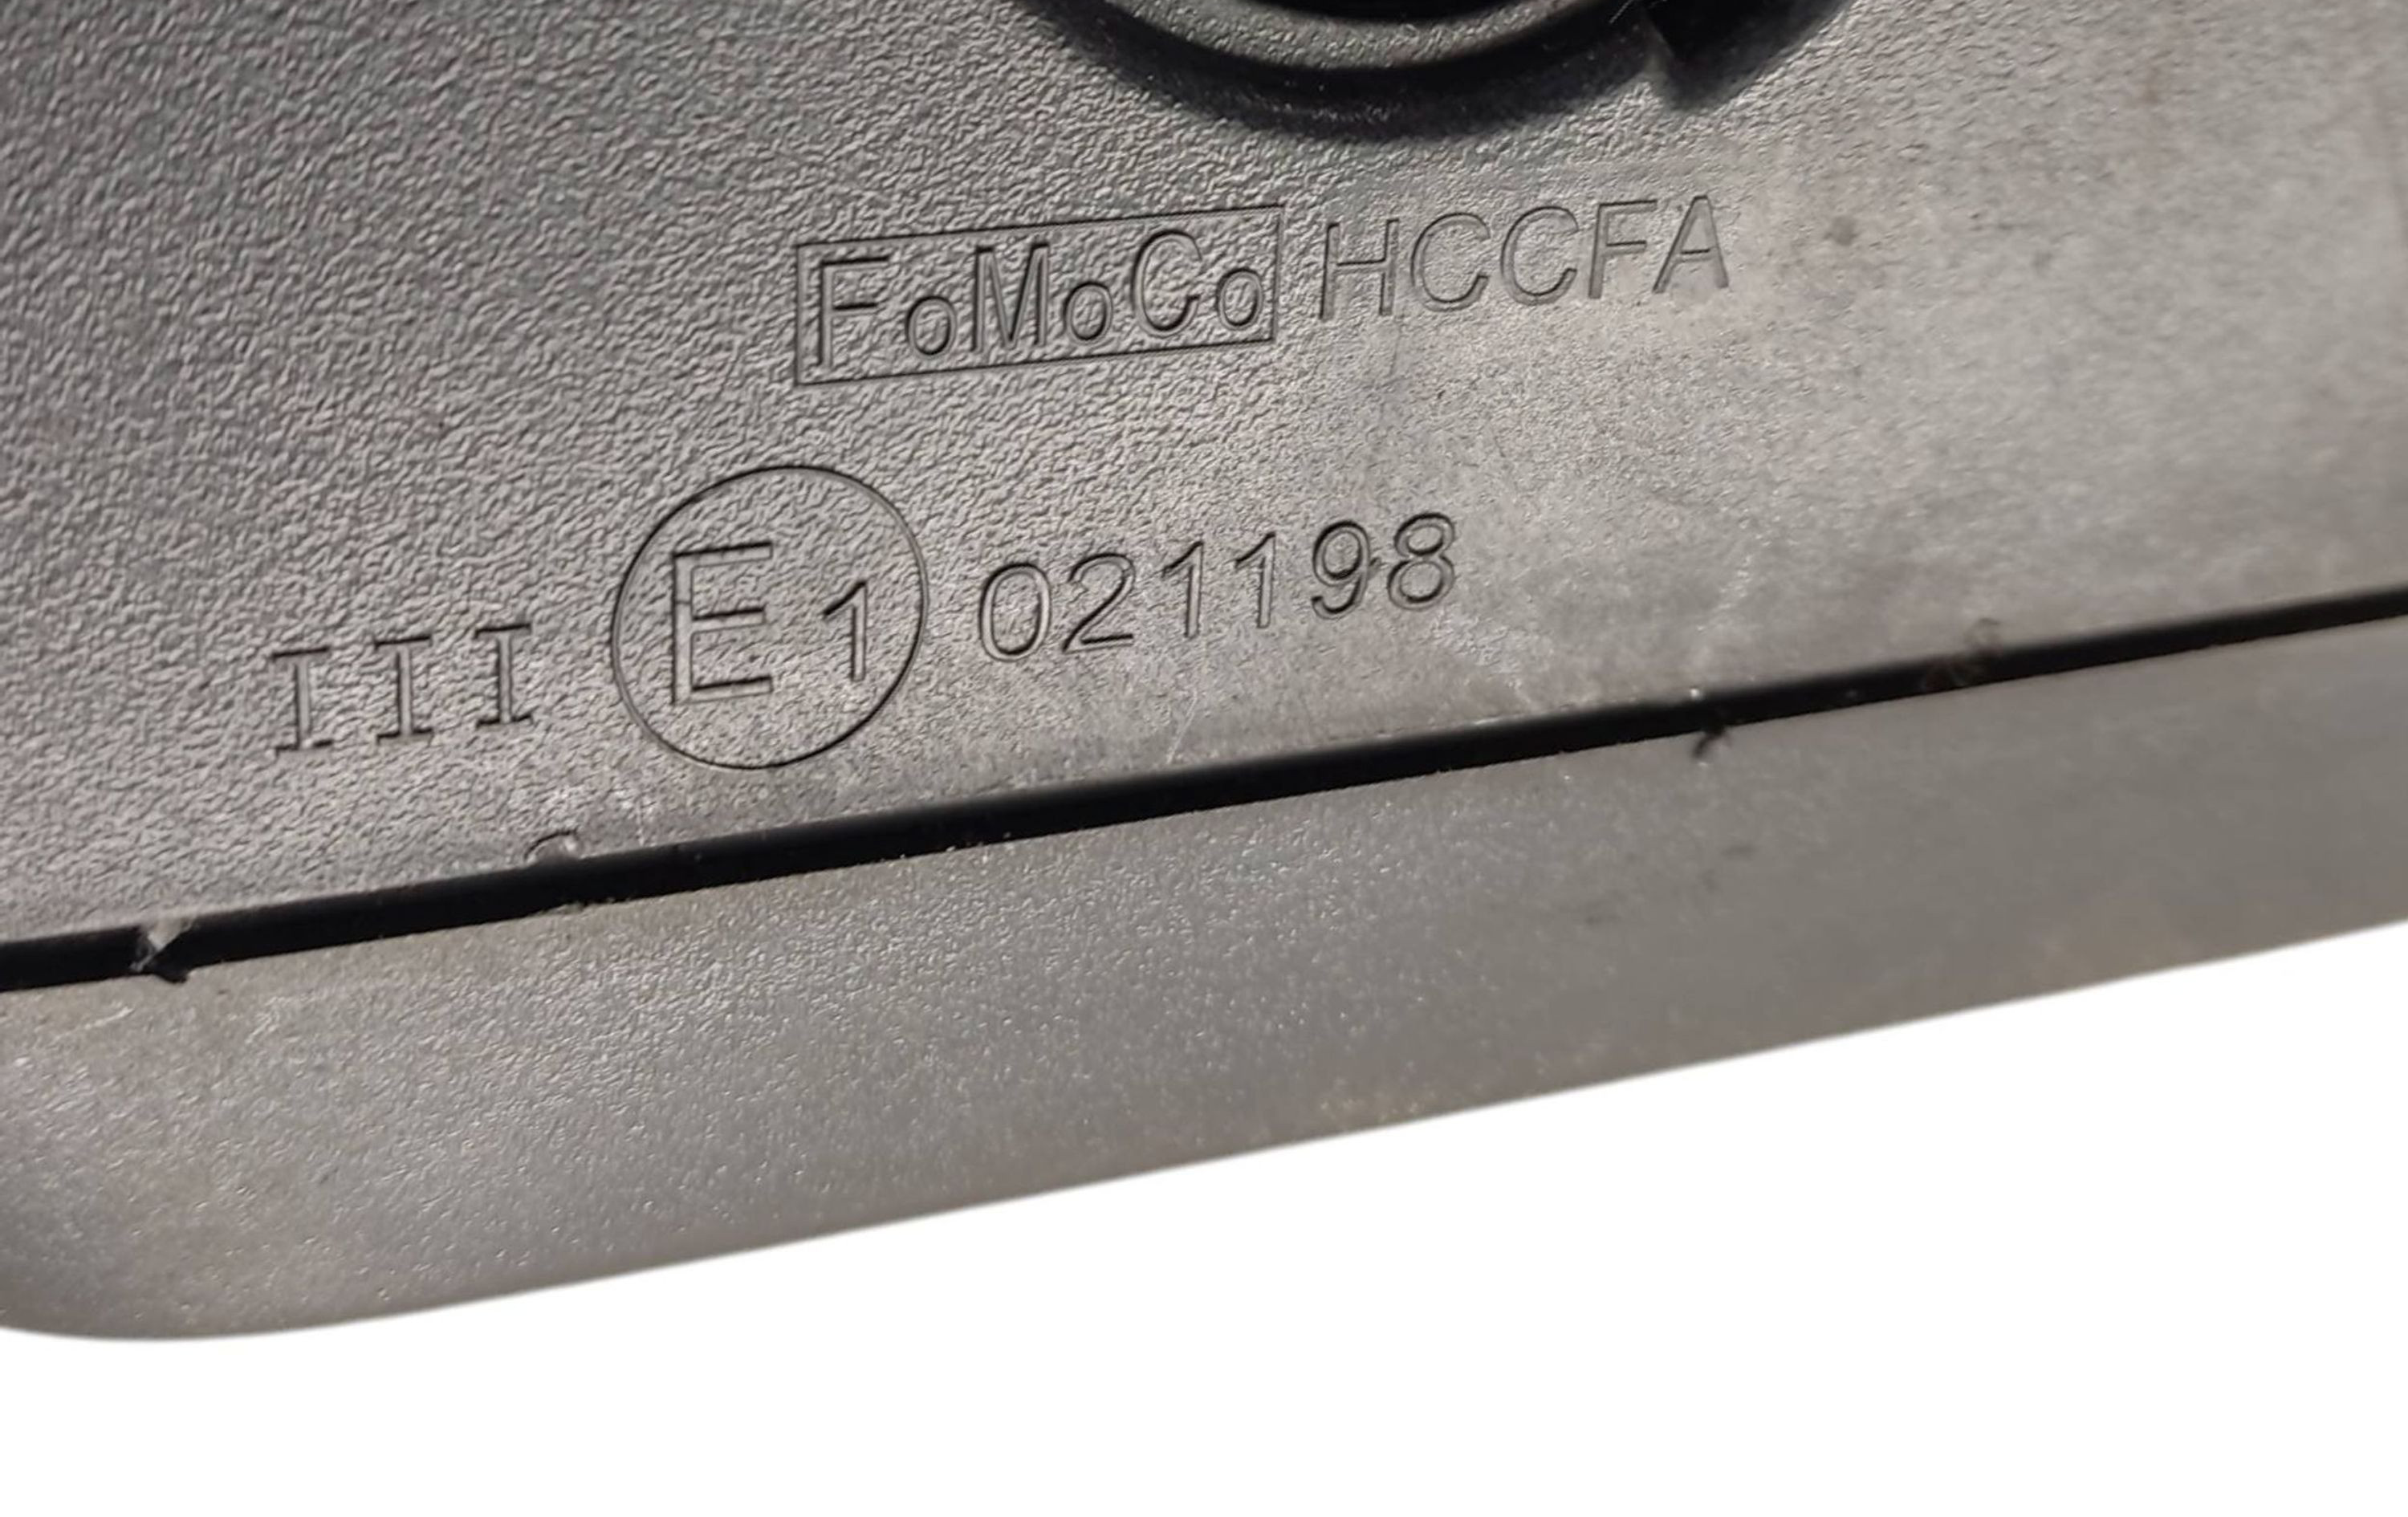 FoMoCo HCCFA
III E1 021198